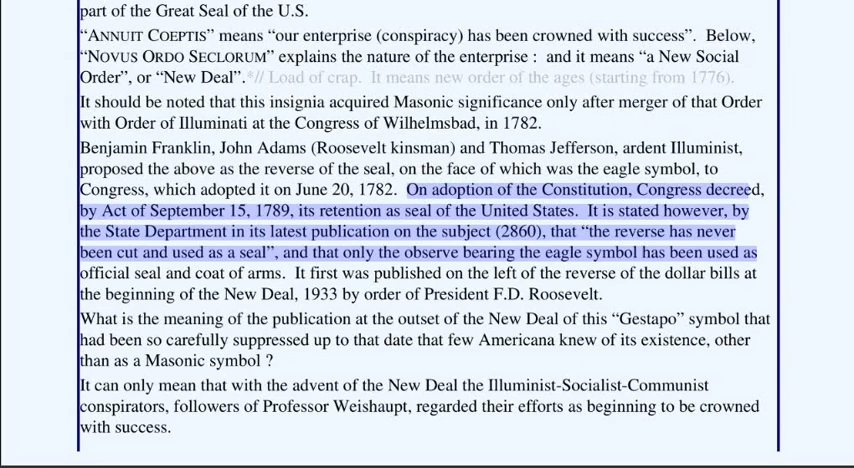 part of the Great Seal of the U.S.
“ANNUIT COEPTIS” means “our enterprise (conspiracy) has been crowned with success”. Below,
“NOVUS ORDO SECLORUM” explains the nature of the enterprise : and it means “a New Social
Order”, or “New Deal”.*// Load of crap. It means new order of the ages (starting from 1776).
It should be noted that this insignia acquired Masonic significance only after merger of that Order
with Order of Illuminati at the Congress of Wilhelmsbad, in 1782.
Benjamin Franklin, John Adams (Roosevelt kinsman) and Thomas Jefferson, ardent Illuminist,
proposed the above as the reverse of the seal, on the face of which was the eagle symbol, to
Congress, which adopted it on June 20, 1782. On adoption of the Constitution, Congress decreed,
by Act of September 15, 1789, its retention as seal of the United States. It is stated however, by
the State Department in its latest publication on the subject (2860), that “the reverse has never
been cut and used as a seal”, and that only the observe bearing the eagle symbol has been used as
official seal and coat of arms. It first was published on the left of the reverse of the dollar bills at
the beginning of the New Deal, 1933 by order of President F.D. Roosevelt.
What is the meaning of the publication at the outset of the New Deal of this “Gestapo” symbol that
had been so carefully suppressed up to that date that few Americana knew of its existence, other
than as a Masonic symbol ?
It can only mean that with the advent of the New Deal the Illuminist-Socialist-Communist
conspirators, followers of Professor Weishaupt, regarded their efforts as beginning to be crowned
with success.